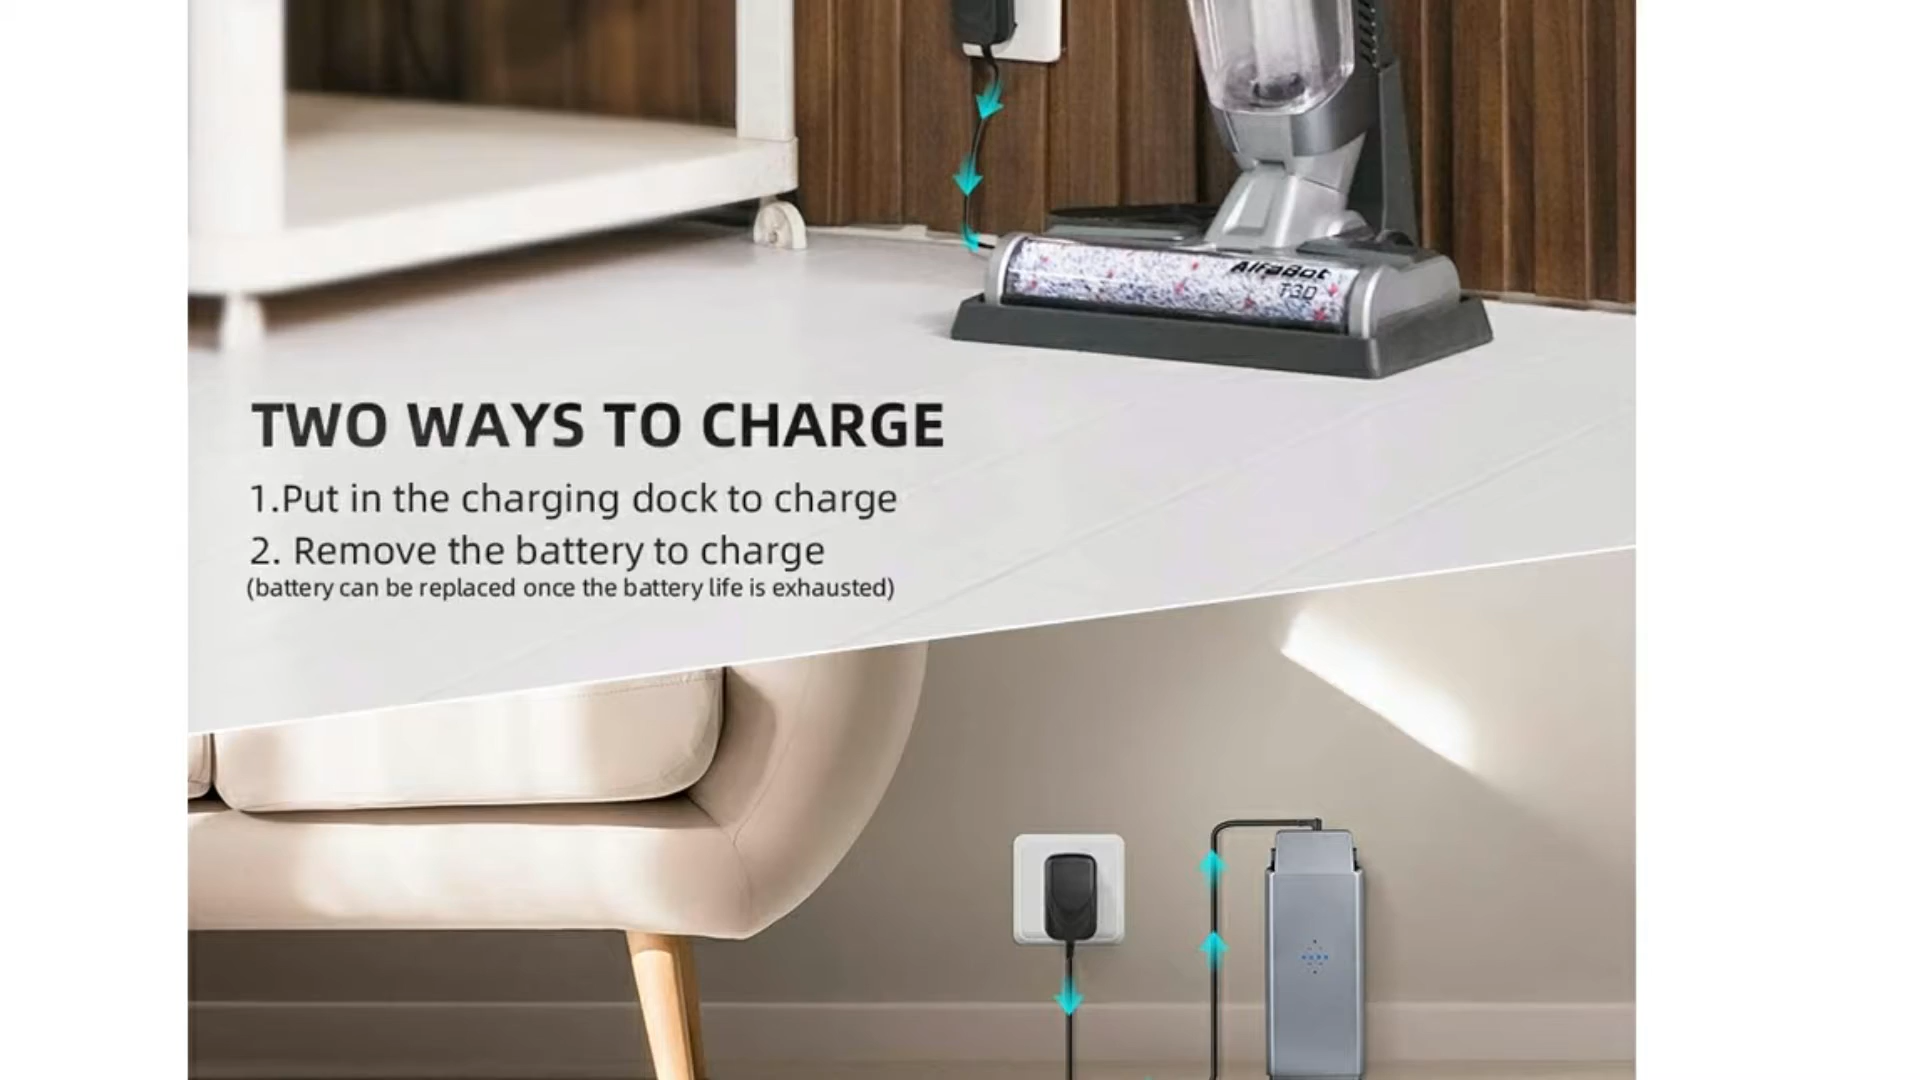 AlfaBot
T30
TWO WAYS TO CHARGE
1.Put in the charging dock to charge
2. Remove the battery to charge
(battery can be replaced once the battery life is exhausted)